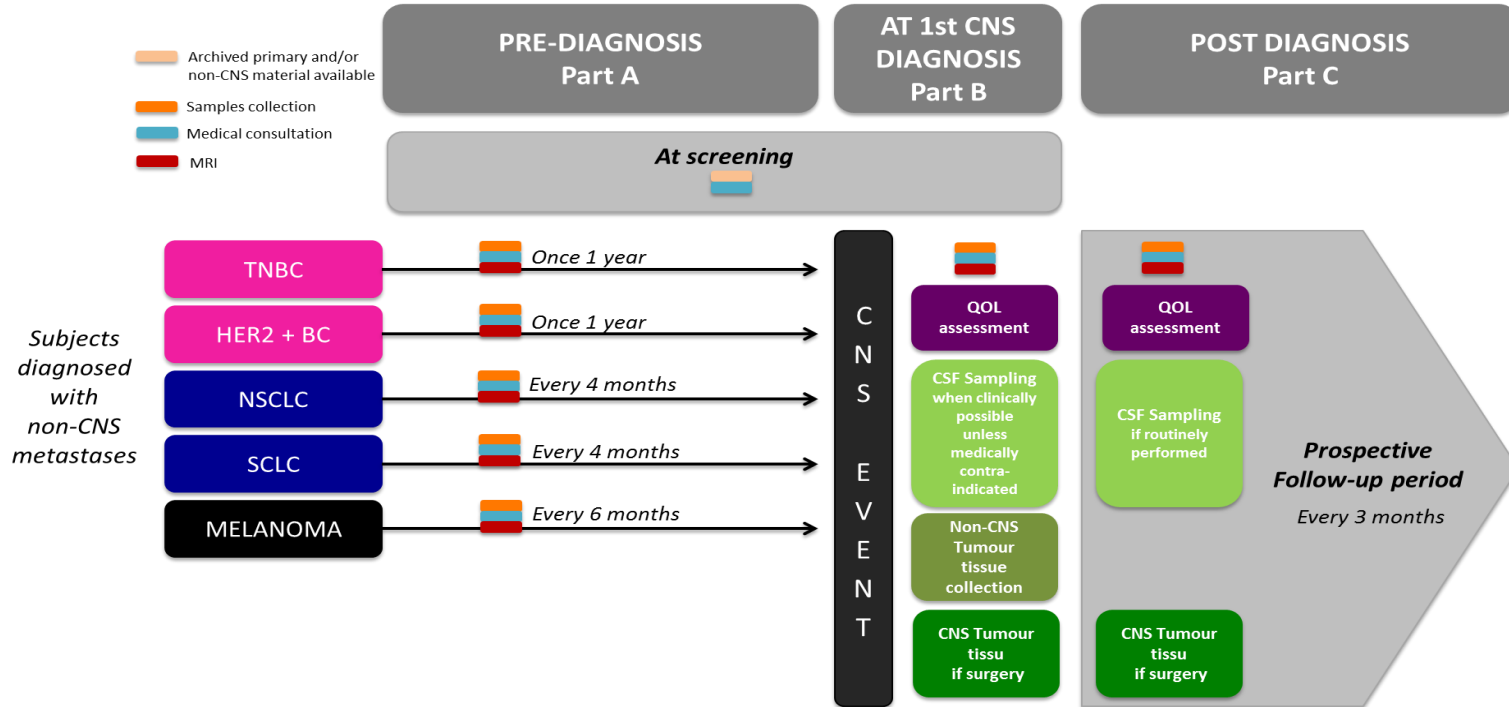 PRE-DIAGNOSIS
Part A
AT 1st CNS
DIAGNOSIS
Part B
POST DIAGNOSIS
Part C
Archived primary and/or
non-CNS material available
Samples collection
Medical consultation
MRI
At screening
Subjects
diagnosed
with
non-CNS
metastases
TNBC
Once 1 year
HER2 + BC
Once 1 year
NSCLC
Every 4 months
SCLC
Every 4 months
MELANOMA
Every 6 months
C
N
S
E
V
E
N
T
QOL
assessment
CSF Sampling
when clinically
possible
unless
medically
contra-
indicated
Non-CNS
Tumour
tissue
collection
CNS Tumour
tissu
if surgery
QOL
assessment
CSF Sampling
if routinely
performed
CNS Tumour
tissu
if surgery
Prospective
Follow-up period
Every 3 months